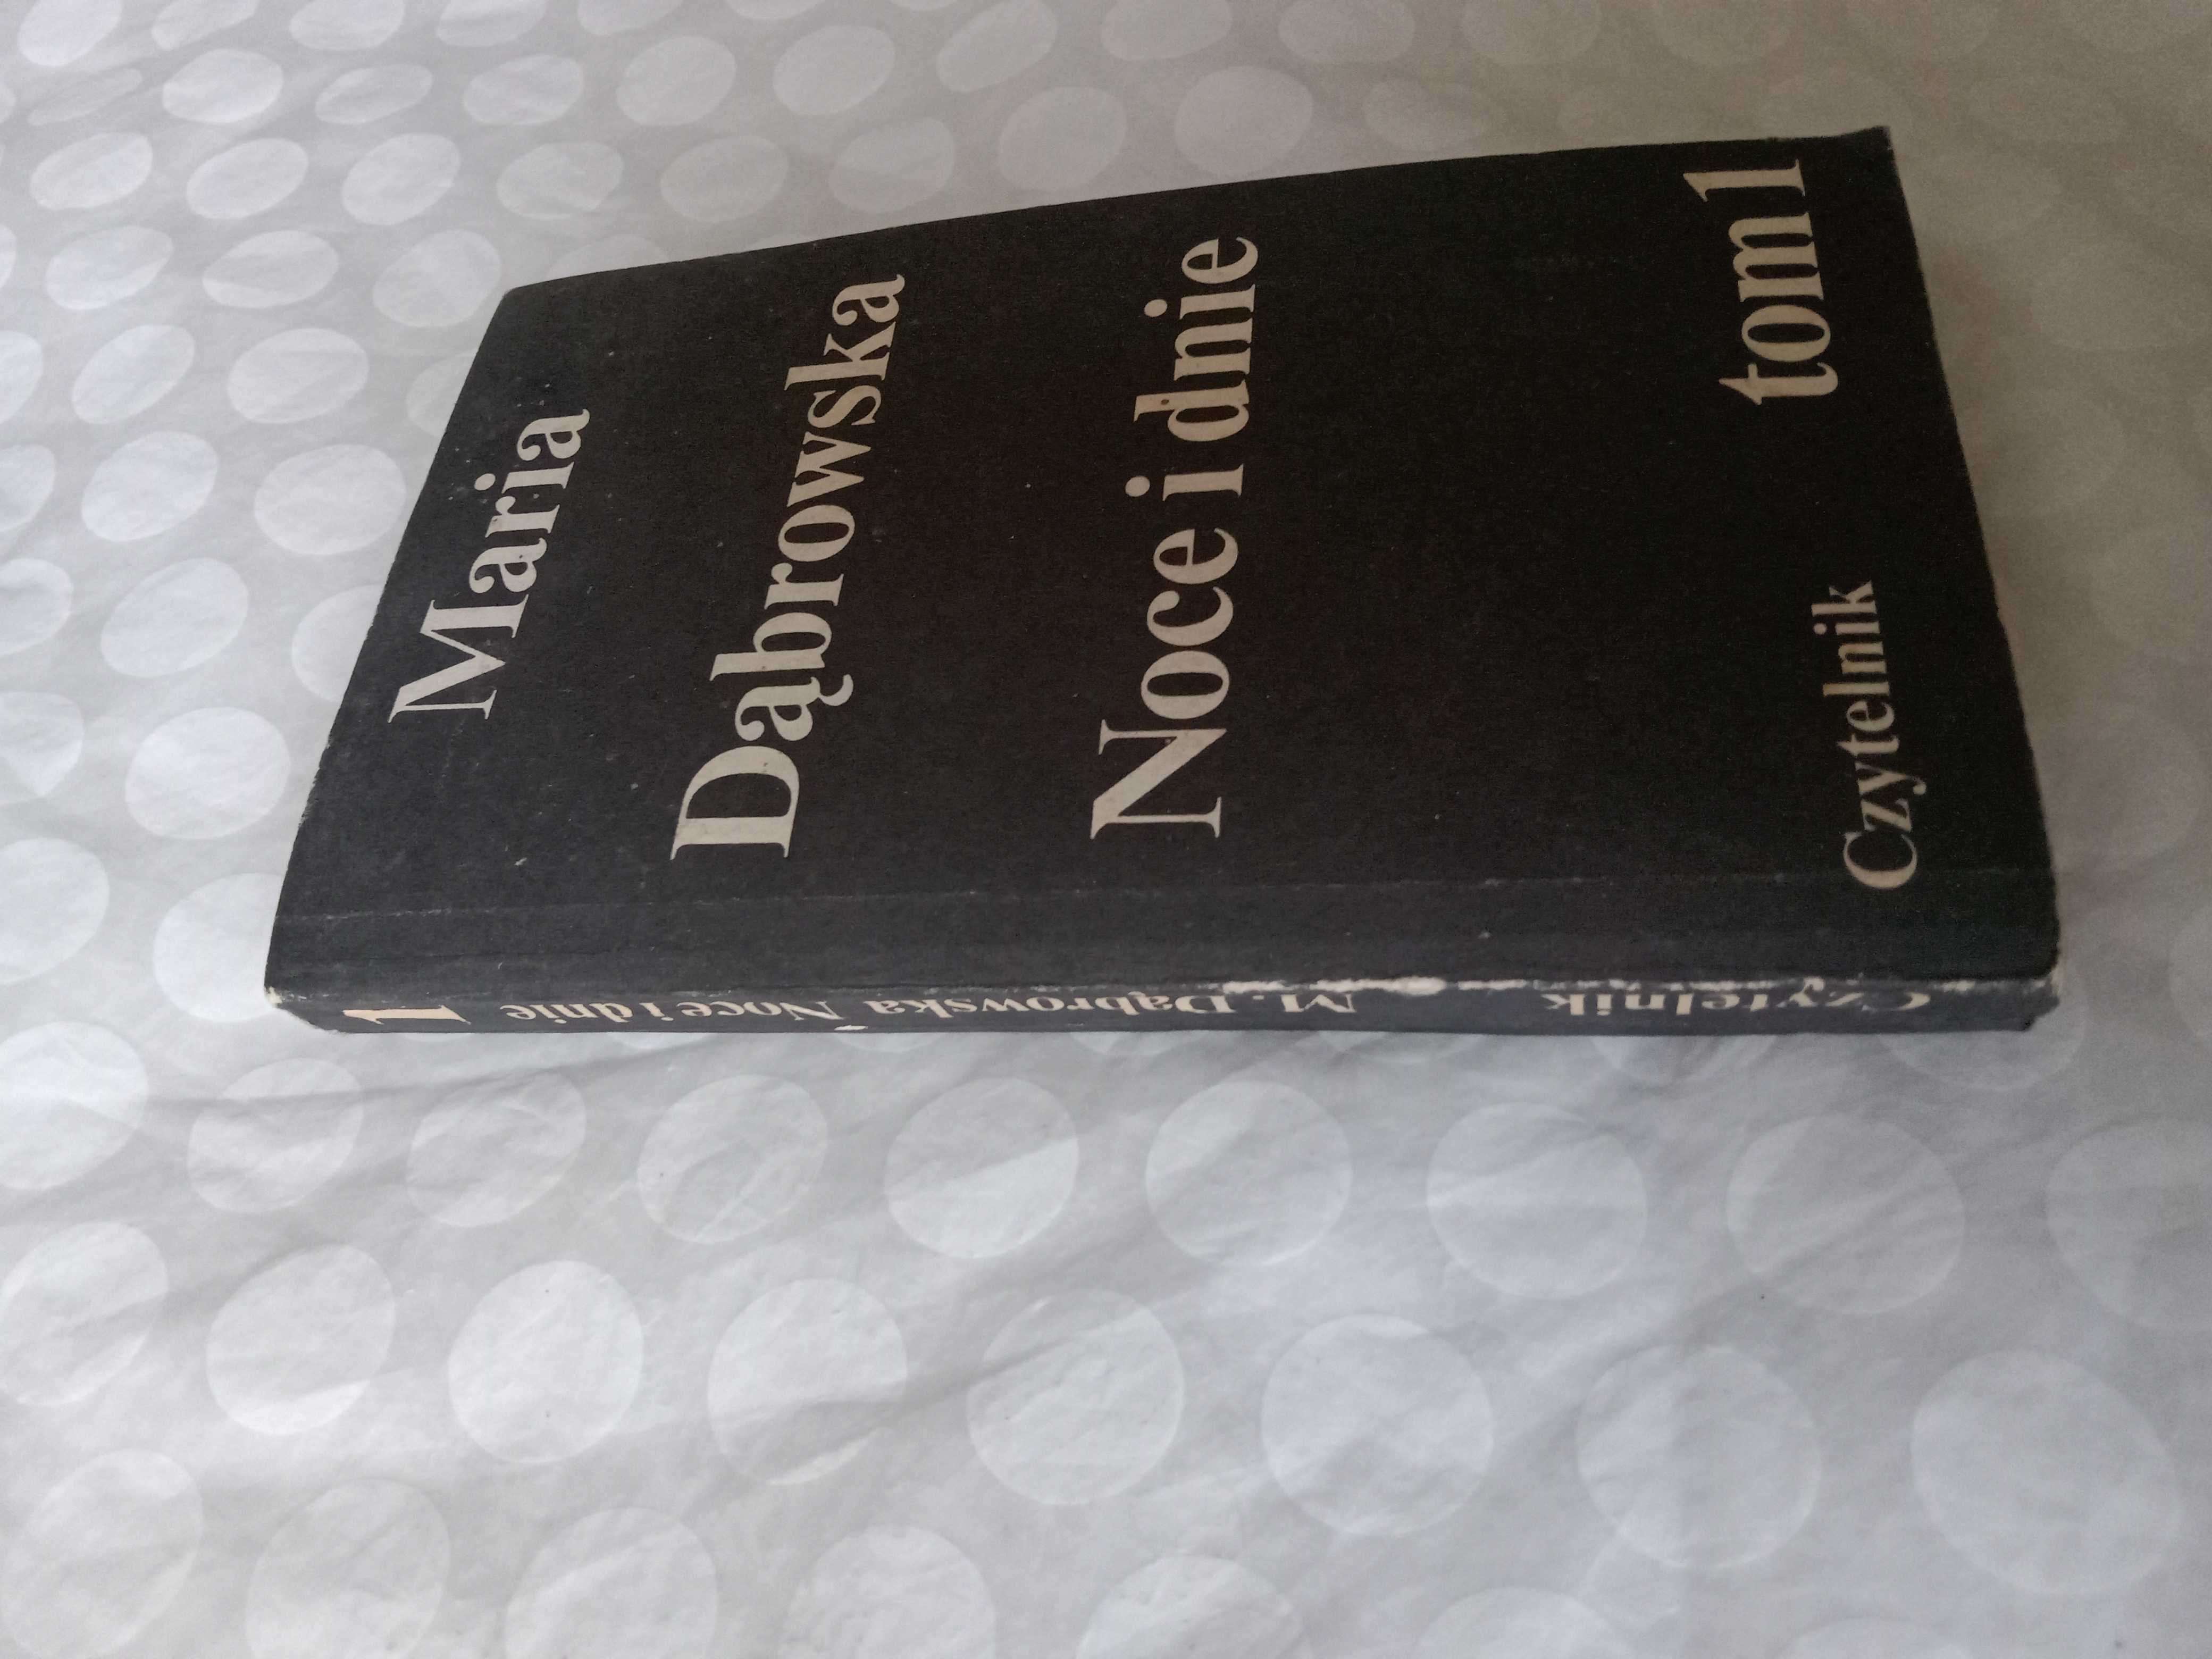 Maria
Dąbrowska
Noce i dnie
tom 1
Czytelnik
Czytelnik M. Dąbrowska Noce i dnie 1